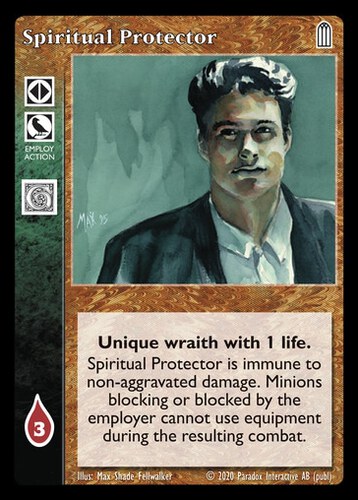 Spiritual Protector
EMPLOY
ACTION
MAX '95
Unique wraith with 1 life.
Spiritual Protector is immune to
non-aggravated damage. Minions
blocking or blocked by the
employer cannot use equipment
during the resulting combat.
3
Illus: Max Shade Fellwalker © 2020 Paradox Interactive AB (publ)